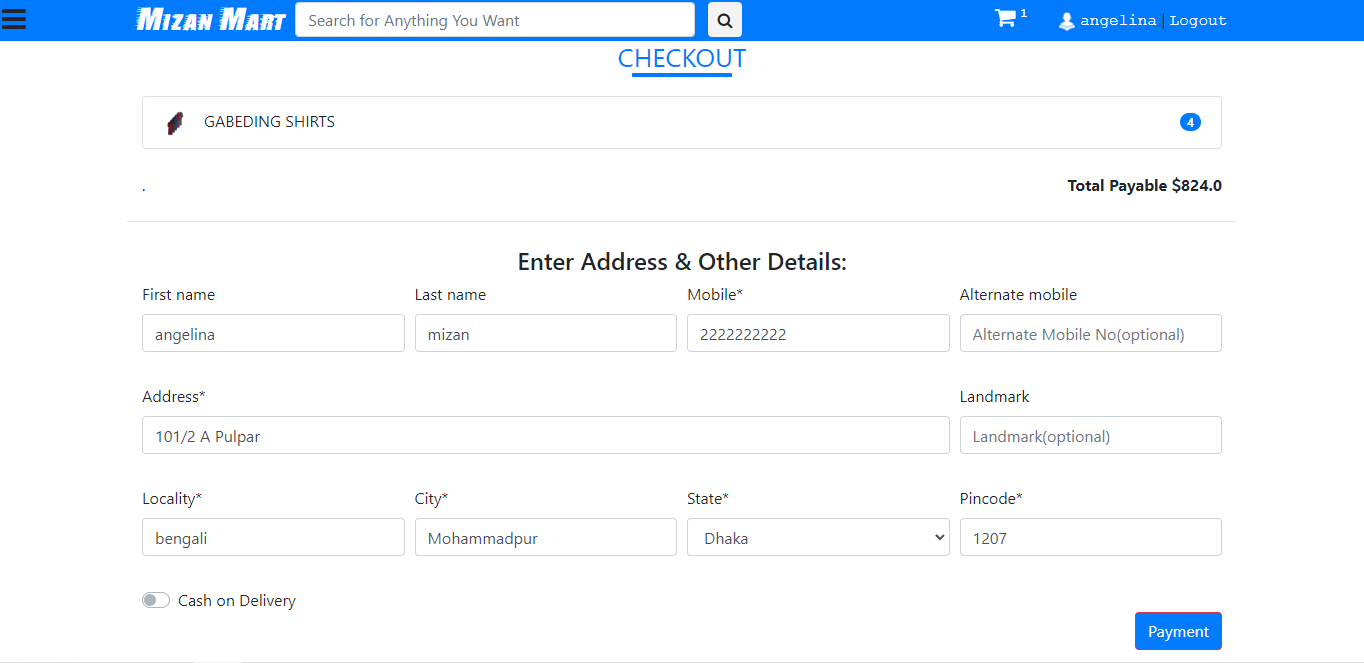 Mizan Mart Search for Anything You Want 1 angelina | Logout
CHECKOUT
GABEDING SHIRTS 4
. Total Payable $824.0
Enter Address & Other Details:
First name Last name Mobile* Alternate mobile
angelina mizan 2222222222 Alternate Mobile No(optional)
Address* Landmark
101/2 A Pulpar Landmark(optional)
Locality* City* State* Pincode*
bengali Mohammadpur Dhaka 1207
Cash on Delivery
Payment